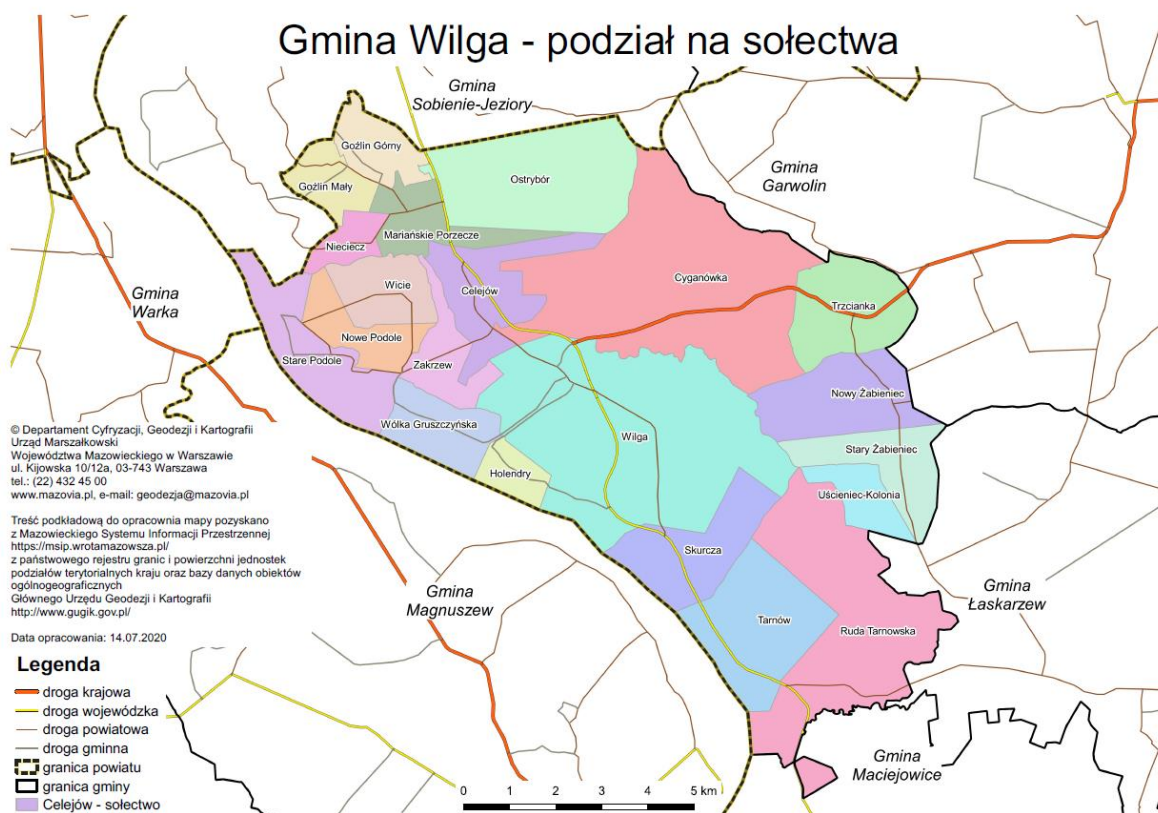 Gmina Wilga - podział na sołectwa
Gmina
Sobienie-Jeziory
Goźlin Górny
Gmina
Garwolin
Goźlin Mały
Ostrybór
Mariańskie Porzecze
Nieciecz
Gmina
Warka
Wicie
Celejów
Cyganówka
Trzcianka
Nowe Podole
Stare Podole
Zakrzew
Nowy Żabieniec
Wólka Gruszczyńska
Wilga
Stary Żabieniec
Holendry
Uścieniec-Kolonia
Skurcza
Gmina
Magnuszew
Gmina
Łaskarzew
Tarnów
Ruda Tarnowska
Gmina
Maciejowice
© Departament Cyfryzacji, Geodezji i Kartografii
Urząd Marszałkowski
Województwa Mazowieckiego w Warszawie
ul. Kijowska 10/12a, 03-743 Warszawa
tel.: (22) 432 45 00
www.mazovia.pl, e-mail: geodezja@mazovia.pl
Treść podkładową do opracownia mapy pozyskano
z Mazowieckiego Systemu Informacji Przestrzennej
https://msip.wrotamazowsza.pl/
z państwowego rejestru granic i powierzchni jednostek
podziałów terytorialnych kraju oraz bazy danych obiektów
ogólnogeograficznych
Głównego Urzędu Geodezji i Kartografii
http://www.gugik.gov.pl/
Data opracowania: 14.07.2020
Legenda
droga krajowa
droga wojewódzka
droga powiatowa
droga gminna
granica powiatu
granica gminy
Celejów - sołectwo
0 1 2 3 4 5 km